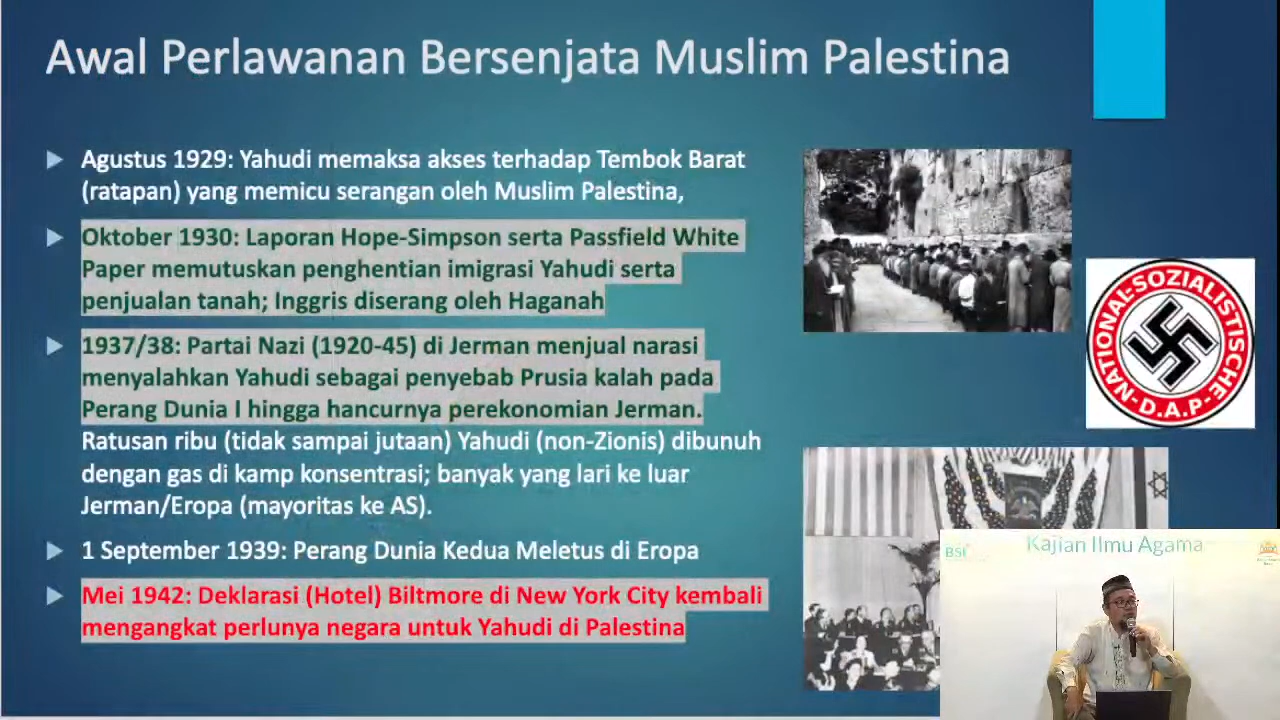 Awal Perlawanan Bersenjata Muslim Palestina
Agustus 1929: Yahudi memaksa akses terhadap Tembok Barat
(ratapan) yang memicu serangan oleh Muslim Palestina,
Oktober 1930: Laporan Hope-Simpson serta Passfield White
Paper memutuskan penghentian imigrasi Yahudi serta
penjualan tanah; Inggris diserang oleh Haganah
1937/38: Partai Nazi (1920-45) di Jerman menjual narasi
menyalahkan Yahudi sebagai penyebab Prusia kalah pada
Perang Dunia I hingga hancurnya perekonomian Jerman.
Ratusan ribu (tidak sampai jutaan) Yahudi (non-Zionis) dibunuh
dengan gas di kamp konsentrasi; banyak yang lari ke luar
Jerman/Eropa (mayoritas ke AS).
1 September 1939: Perang Dunia Kedua Meletus di Eropa
Mei 1942: Deklarasi (Hotel) Biltmore di New York City kembali
mengangkat perlunya negara untuk Yahudi di Palestina
NATIONAL-SOZIALISTISCHE
D.A.P
BSI
Kajian Ilmu Agama